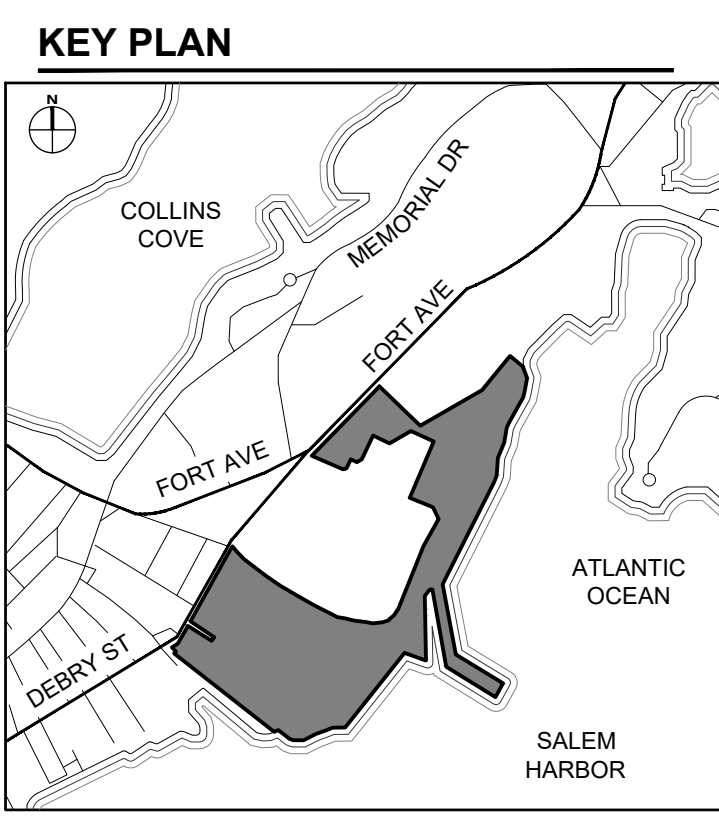 KEY PLAN
N
COLLINS
COVE
MEMORIAL DR
FORT AVE
FORT AVE
DEBRY ST
ATLANTIC
OCEAN
SALEM
HARBOR